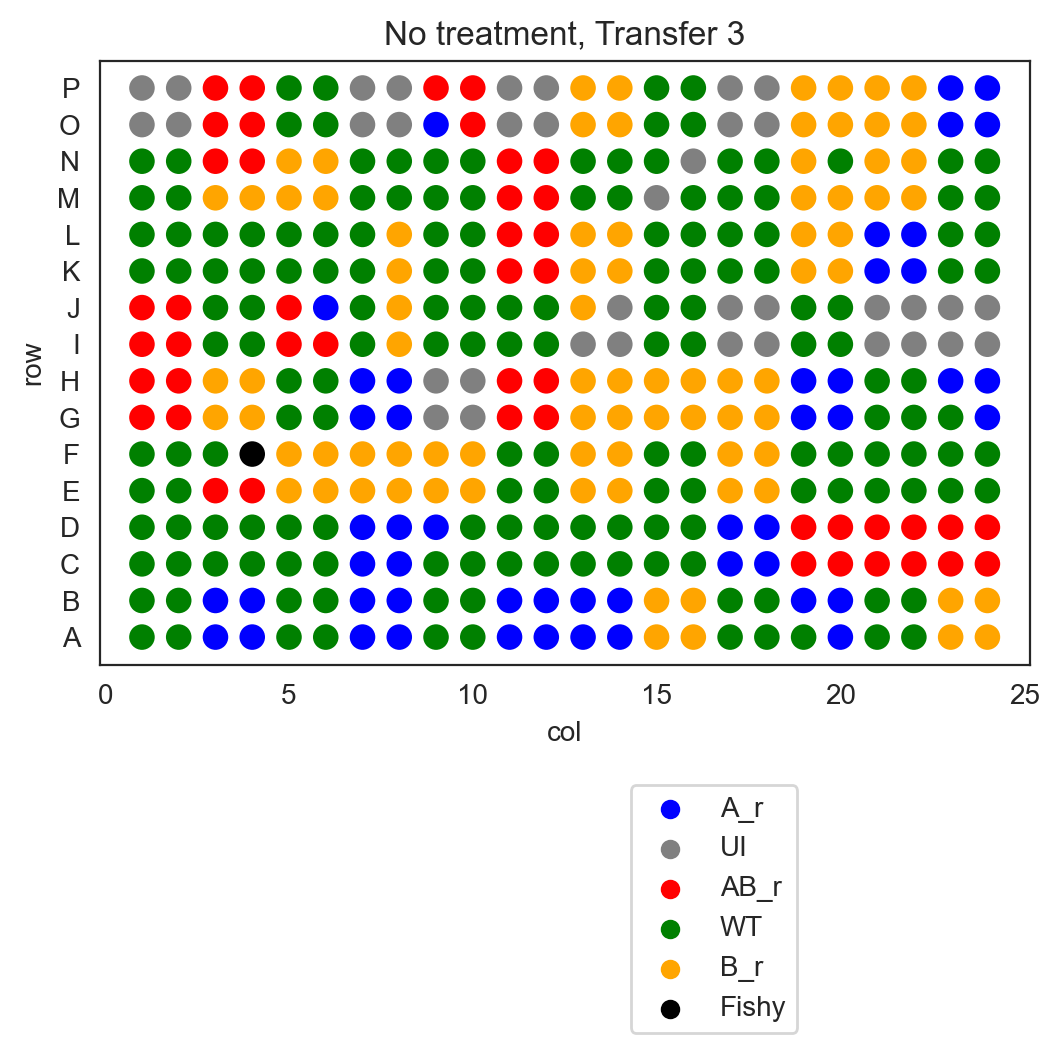 No treatment, Transfer 3
row
P
O
N
M
L
K
J
I
H
G
F
E
D
C
B
A
0 5 10 15 20 25
col
A_r
UI
AB_r
WT
B_r
Fishy